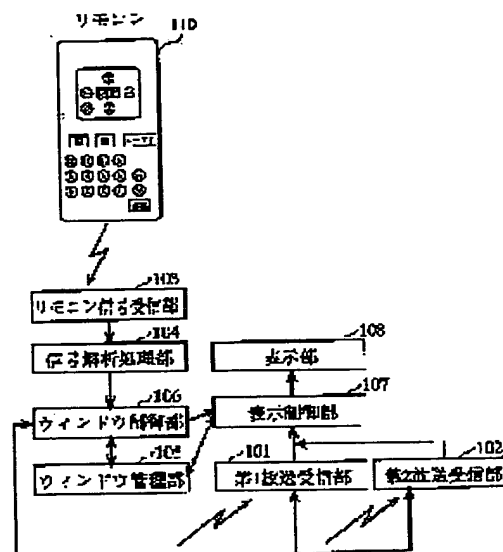 リモコン 110
103
リモコン信号受信部
104
信号解析処理部
108
表示部
106
ウィンドウ制御部
107
表示制御部
105
ウィンドウ管理部
101
第1放送受信部
102
第2放送受信部